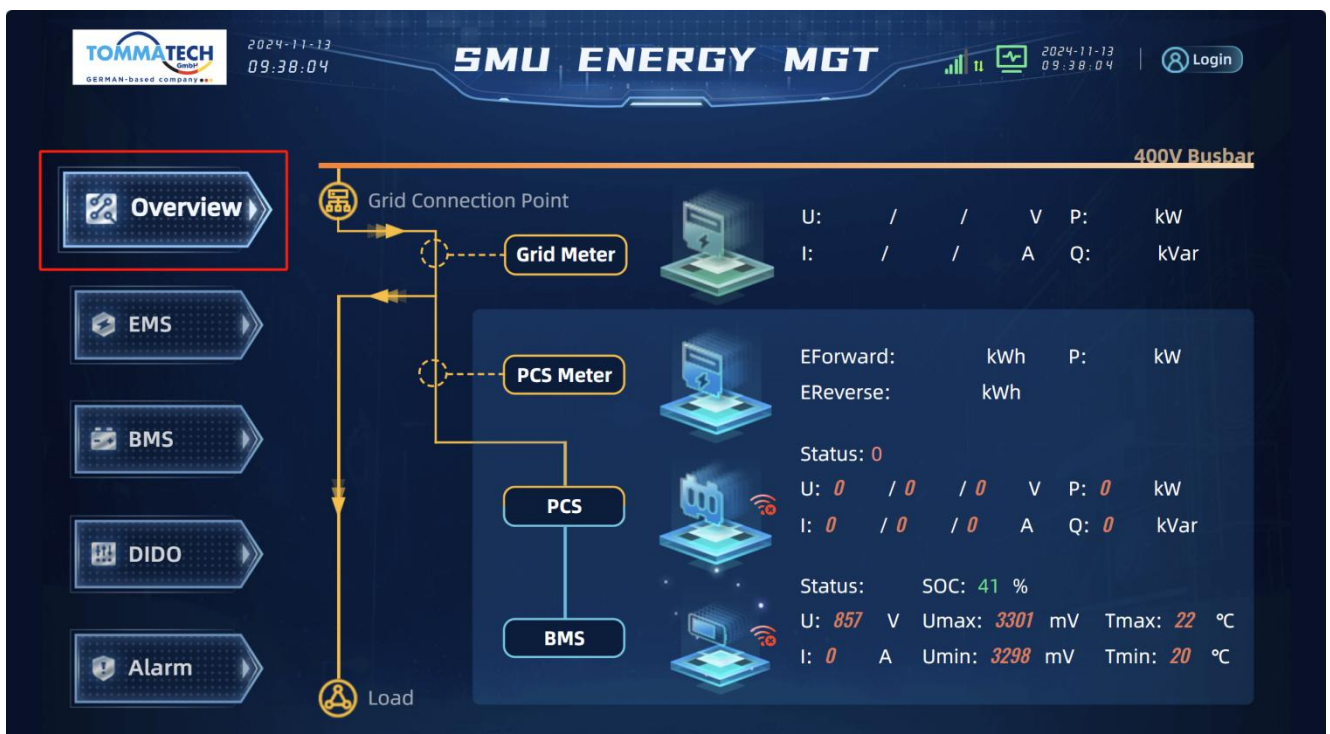 TOMMATECH
GmbH
GERMAN-based company
2024-11-13
09:38:04
SMU ENERGY MGT
2024-11-13
09:38:04
Login
400V Busbar
Overview
Grid Connection Point
U: / / V P: kW
Grid Meter
I: / / A Q: kVar
EMS
EForward: kWh P: kW
PCS Meter
EReverse: kWh
BMS
Status: 0
U: 0 / 0 / 0 V P: 0 kW
PCS
I: 0 / 0 / 0 A Q: 0 kVar
DIDO
Status: SOC: 41 %
U: 857 V Umax: 3301 mV Tmax: 22 °C
BMS
I: 0 A Umin: 3298 mV Tmin: 20 °C
Alarm
Load